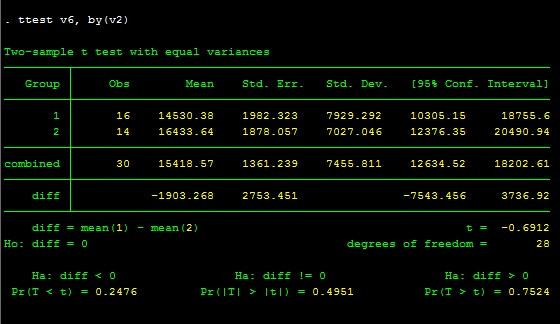 . ttest v6, by(v2)
Two-sample t test with equal variances
Group Obs Mean Std. Err. Std. Dev. [95% Conf. Interval]
1 16 14530.38 1982.323 7929.292 10305.15 18755.6
2 14 16433.64 1878.057 7027.046 12376.35 20490.94
combined 30 15418.57 1361.239 7455.811 12634.52 18202.61
diff -1903.268 2753.451 -7543.456 3736.92
diff = mean(1) - mean(2) t = -0.6912
Ho: diff = 0 degrees of freedom = 28
Ha: diff < 0 Ha: diff != 0 Ha: diff > 0
Pr(T < t) = 0.2476 Pr(|T| > |t|) = 0.4951 Pr(T > t) = 0.7524